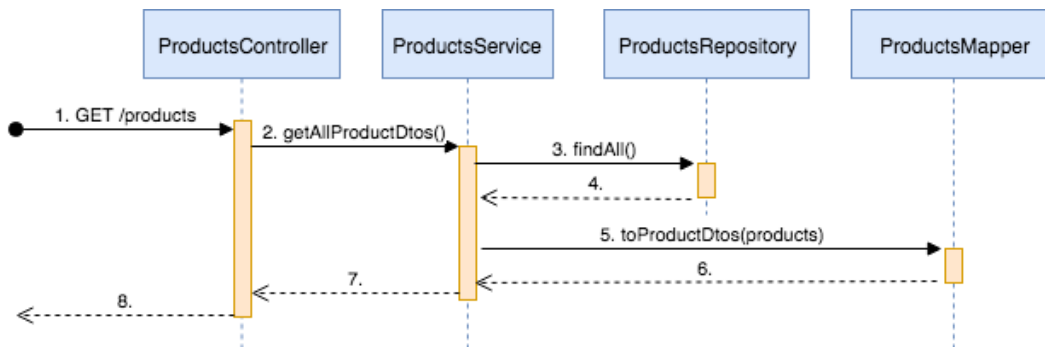 ProductsController
ProductsService
ProductsRepository
ProductsMapper
1. GET /products
2. getAllProductDtos()
3. findAll()
4.
5. toProductDtos(products)
6.
7.
8.